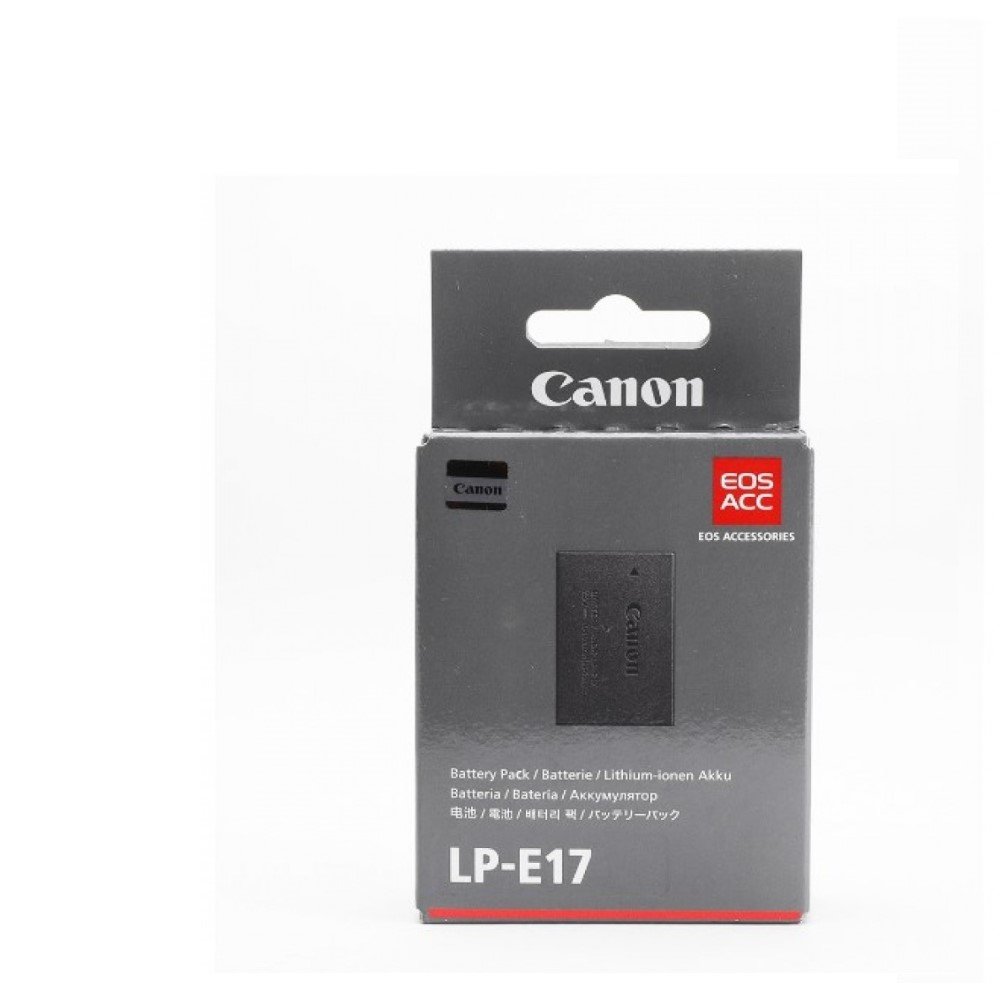 Canon
Canon
EOS
ACC
EOS ACCESSORIES
Canon
Battery Pack / Batterie / Lithium-ionen Akku
Batteria / Bateria / Аккумулятор
电池 / 電池 / 배터리 팩 / バッテリーパック
LP-E17